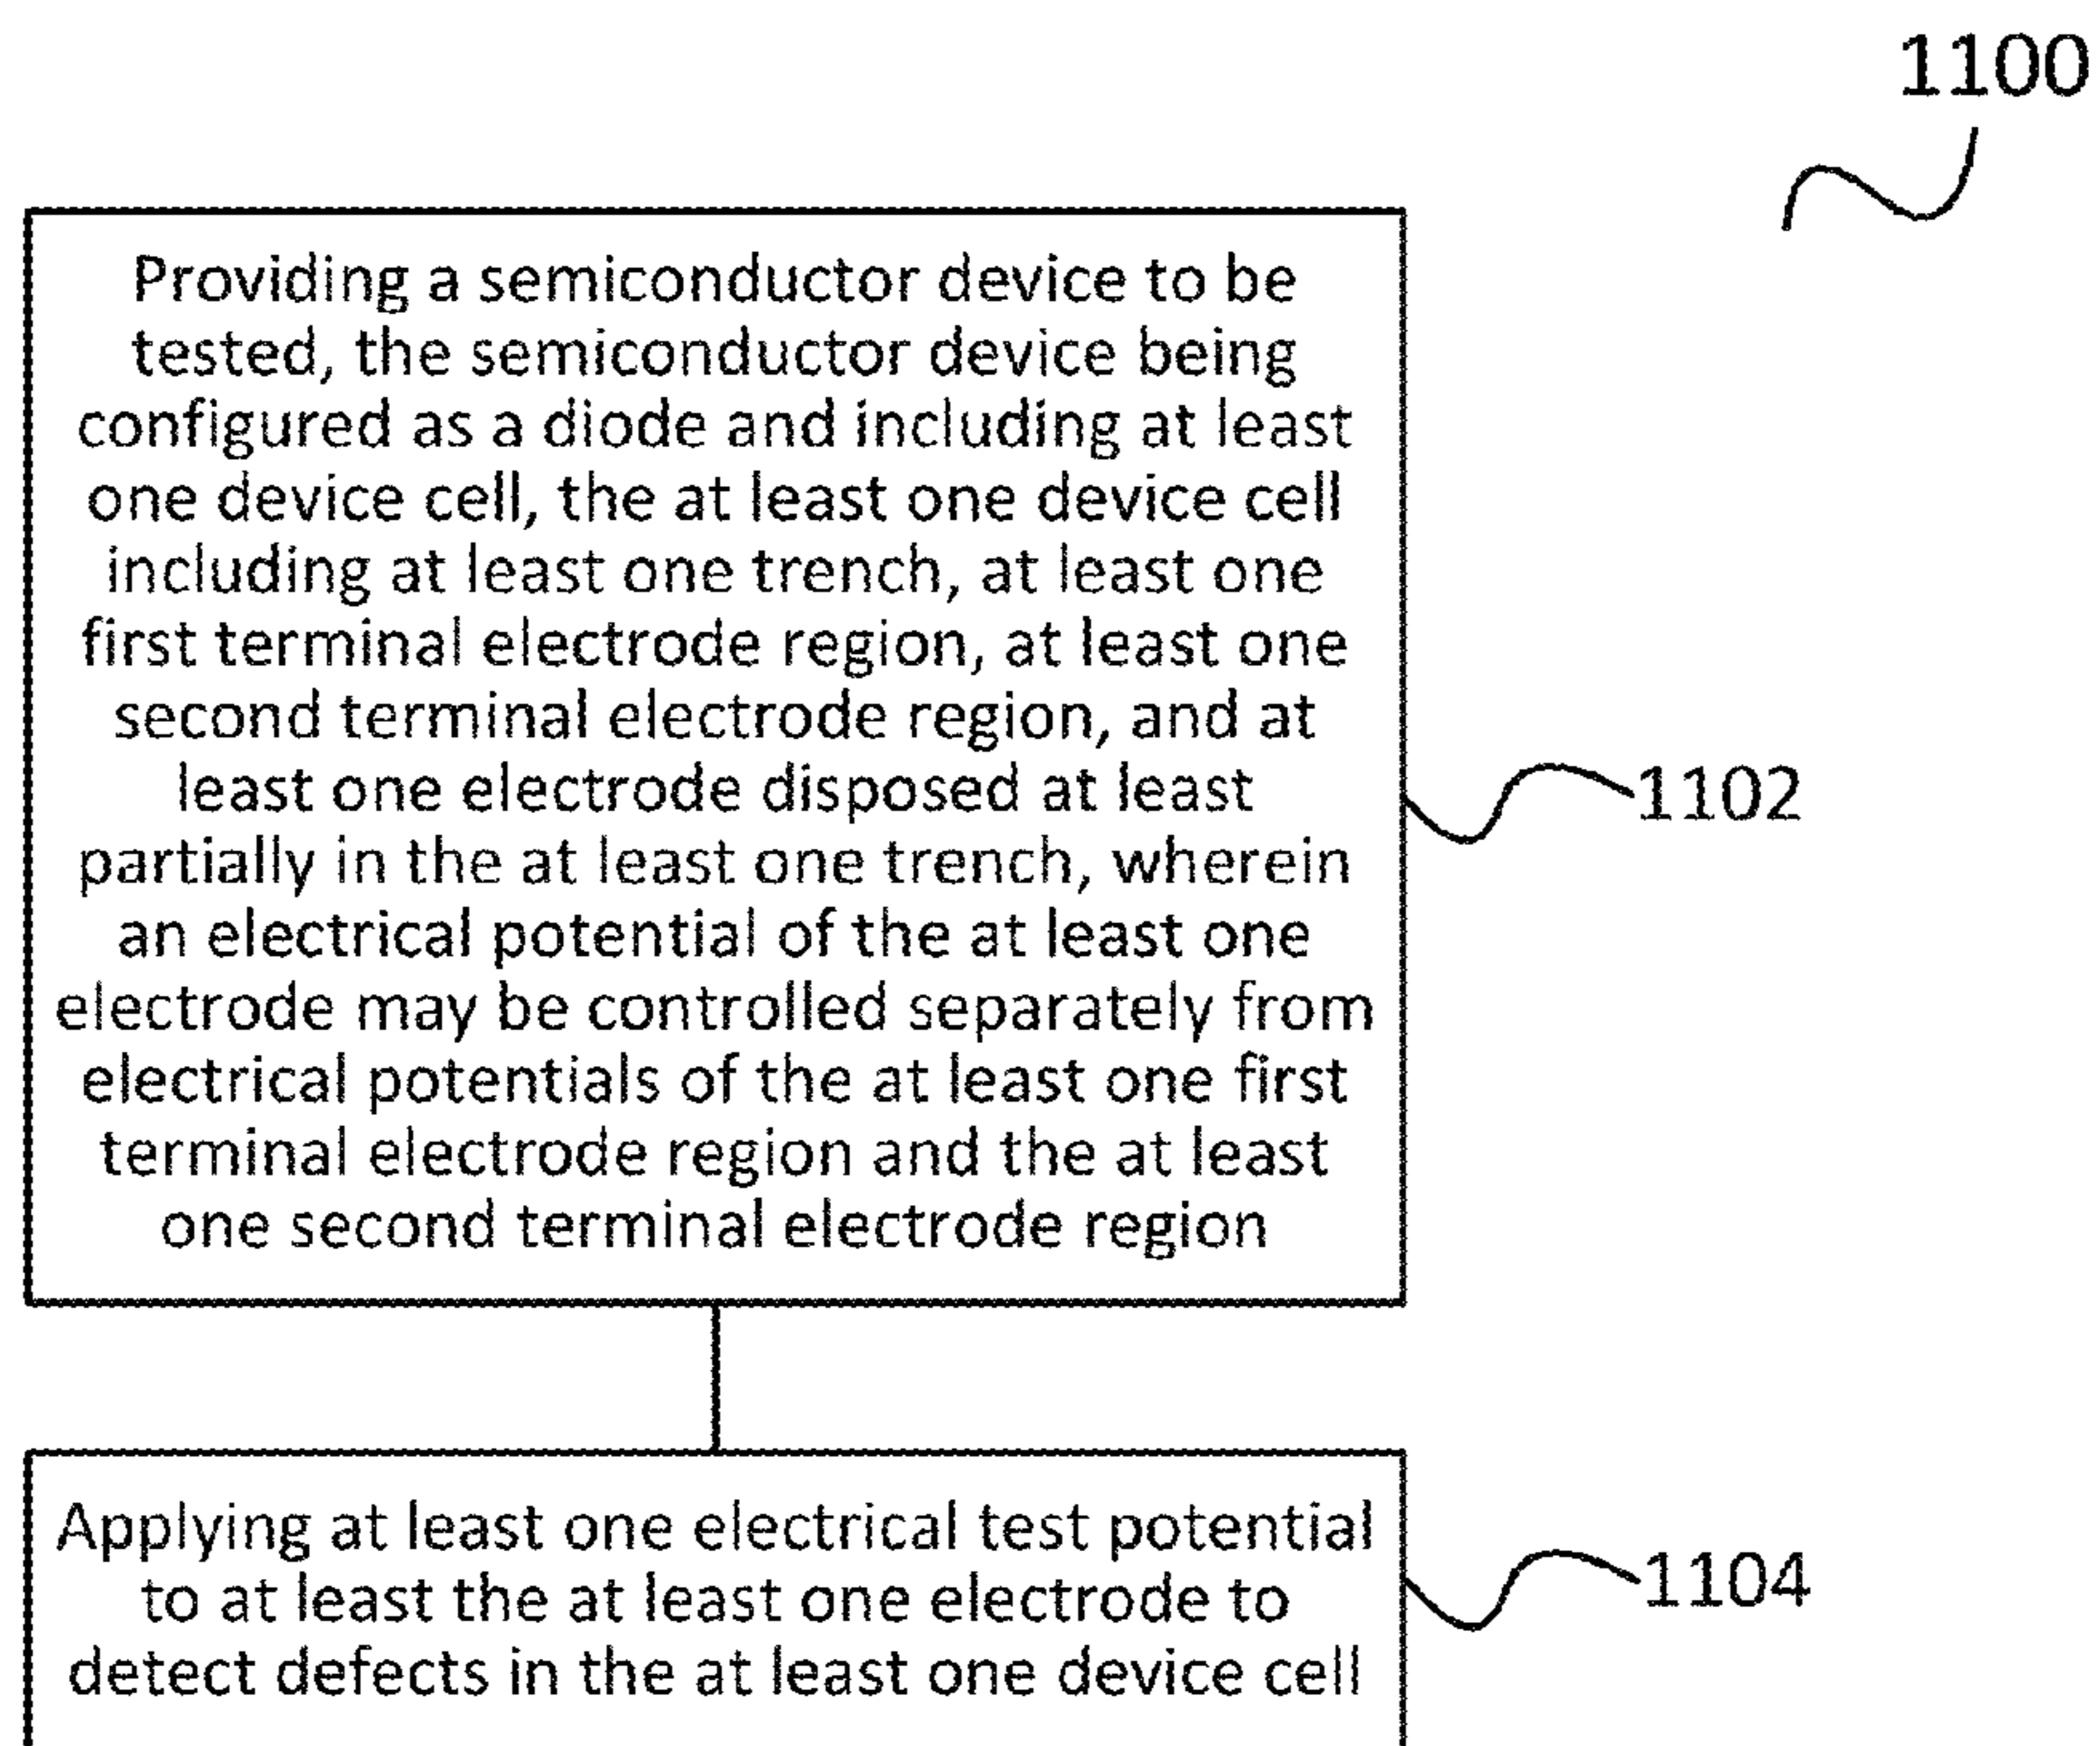 1100
Providing a semiconductor device to be
tested, the semiconductor device being
configured as a diode and including at least
one device cell, the at least one device cell
including at least one trench, at least one
first terminal electrode region, at least one
second terminal electrode region, and at
least one electrode disposed at least
partially in the at least one trench, wherein
an electrical potential of the at least one
electrode may be controlled separately from
electrical potentials of the at least one first
terminal electrode region and the at least
one second terminal electrode region
1102
Applying at least one electrical test potential
to at least the at least one electrode to
detect defects in the at least one device cell
1104